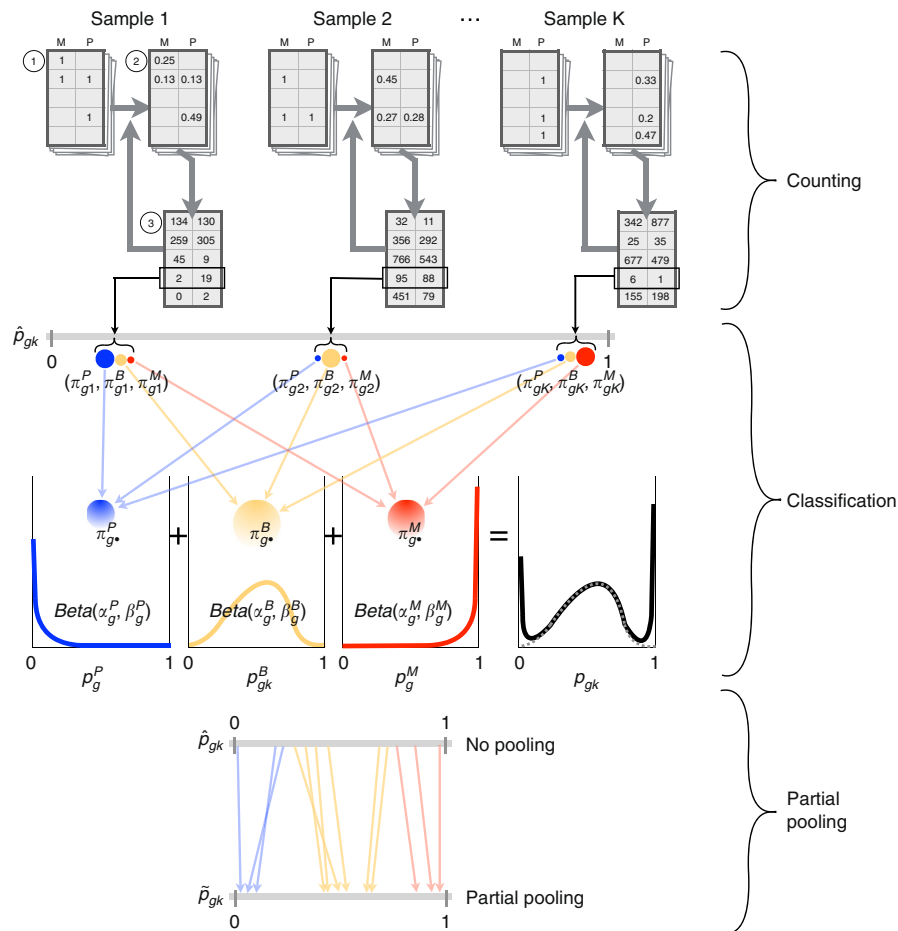 Sample 1 Sample 2 ... Sample K
M P M P M P M P M P M P
1 2
1 0.25
1 1 0.13 0.13 1 0.45 1 0.33
1 0.49 1 1 0.27 0.28 1 0.2
1 0.47
Counting
3
134 130 32 11 342 877
259 305 356 292 25 35
45 9 766 543 677 479
2 19 95 88 6 1
0 2 451 79 155 198
p̂gk
0 1
(π^P_g1, π^B_g1, π^M_g1) (π^P_g2, π^B_g2, π^M_g2) (π^P_gK, π^B_gK, π^M_gK)
Classification
π^P_g• + π^B_g• + π^M_g• =
Beta(α^P_g, β^P_g) Beta(α^B_g, β^B_g) Beta(α^M_g, β^M_g)
0 1 0 1 0 1 0 1
p^P_g p^B_gk p^M_g p_gk
0 1
p̂gk No pooling
Partial
pooling
p̃gk Partial pooling
0 1